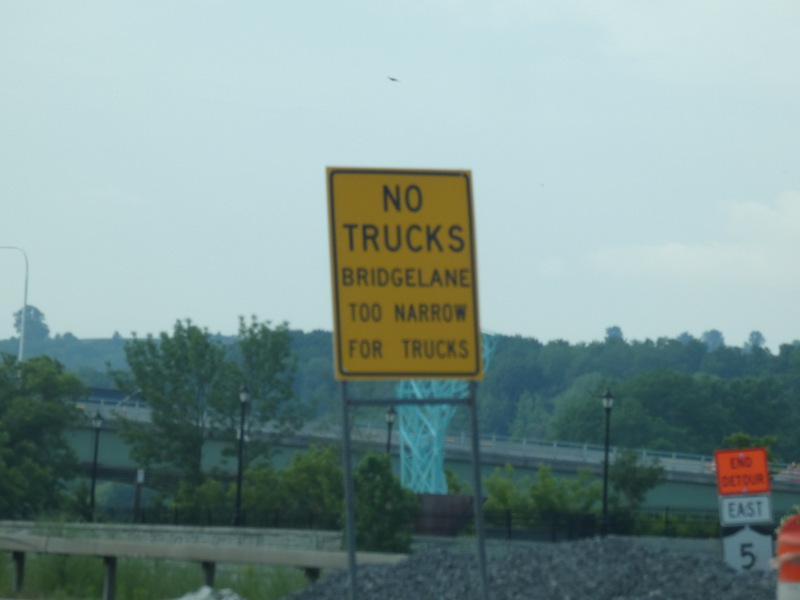 NO
TRUCKS
BRIDGELANE
TOO NARROW
FOR TRUCKS
END
DETOUR
EAST
5